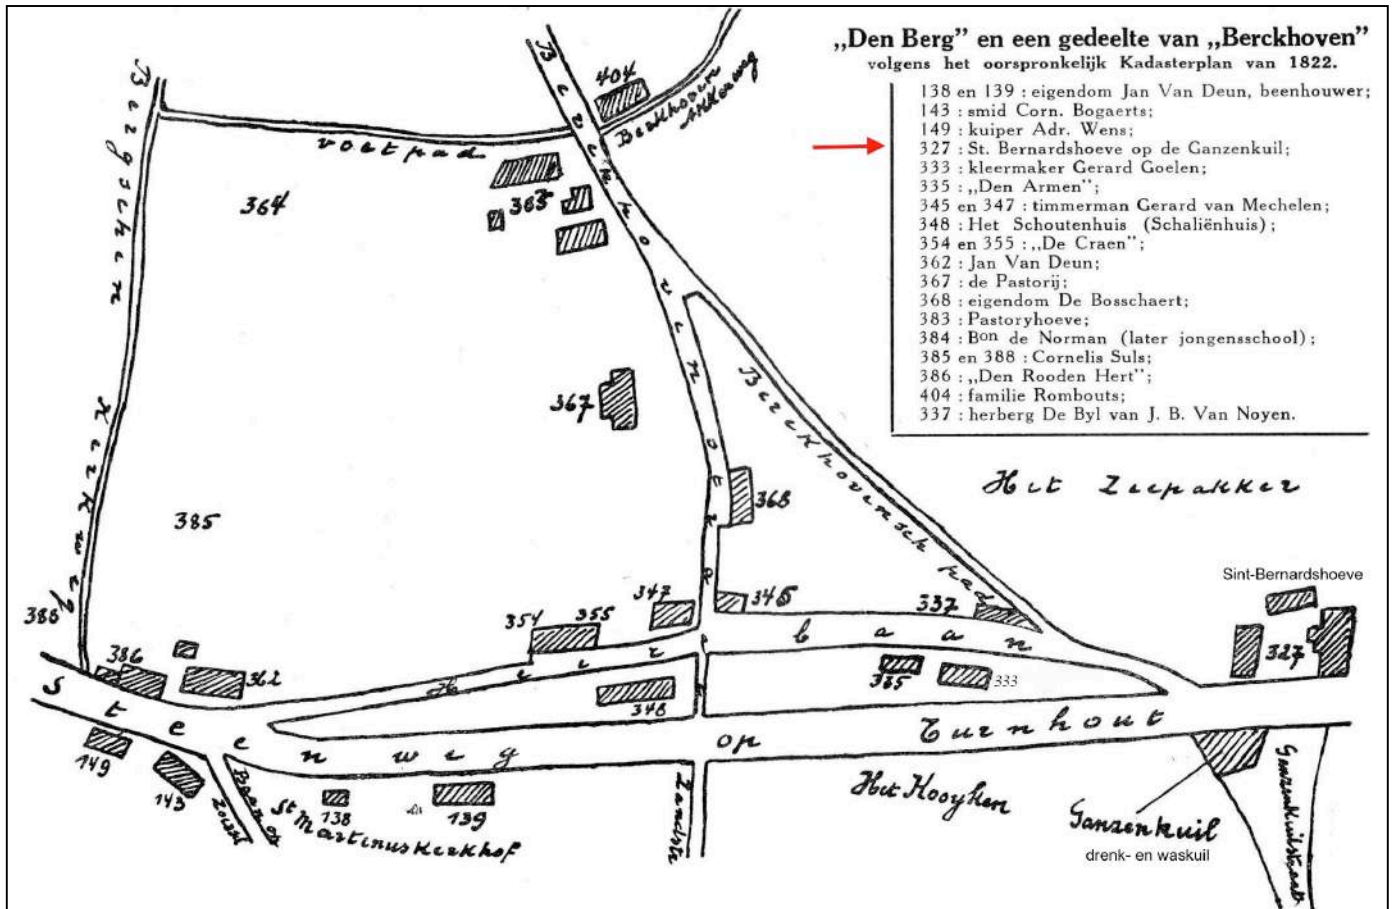 „Den Berg” en een gedeelte van „Berckhoven”
volgens het oorspronkelijk Kadasterplan van 1822.
138 en 139 : eigendom Jan Van Deun, beenhouwer;
143 : smid Corn. Bogaerts;
149 : kuiper Adr. Wens;
327 : St. Bernardshoeve op de Ganzenkuil;
333 : kleermaker Gerard Goelen;
335 : „Den Armen”;
345 en 347 : timmerman Gerard van Mechelen;
348 : Het Schoutenhuis (Schaliënhuis);
354 en 355 : „De Craen”;
362 : Jan Van Deun;
367 : de Pastorij;
368 : eigendom De Bosschaert;
383 : Pastoryhoeve;
384 : Bon de Norman (later jongensschool);
385 en 388 : Cornelis Suls;
386 : „Den Rooden Hert”;
404 : familie Rombouts;
337 : herberg De Byl van J. B. Van Noyen.
404
Akkerweg
voetpad
364
383
367
368
Berckhovensch pad
Het Zeepakker
385
Kerkweg
388
Sint-Bernardshoeve
327
347
345
337
354
355
baan
386
362
348
335
333
Steenweg op Turnhout
149
143
Baan op
138
139
St Martinuskerkhof
Het Hooyken
Ganzenkuil
drenk- en waskuil
Ganzenkuilstraat